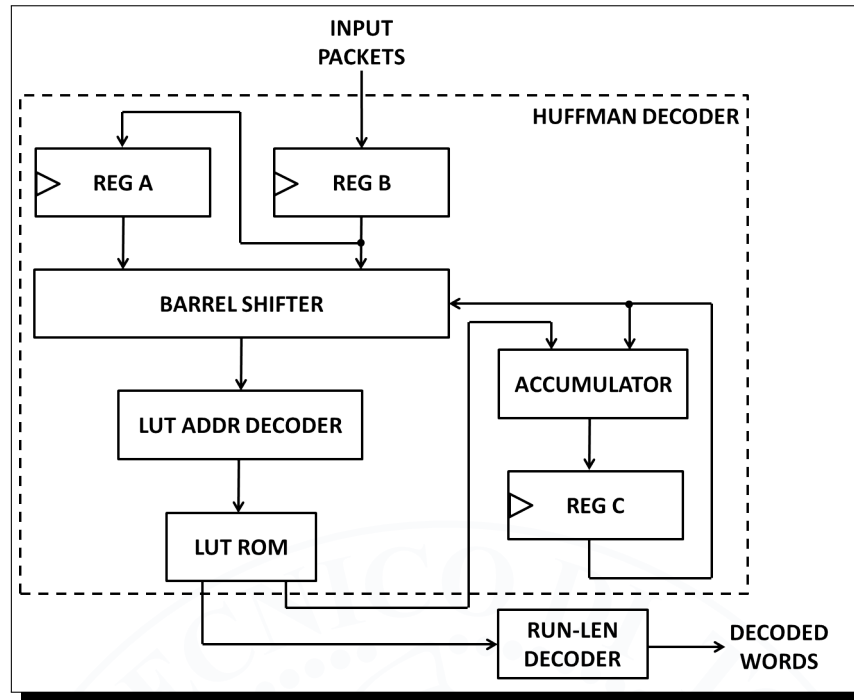 INPUT
PACKETS
HUFFMAN DECODER
REG A
REG B
BARREL SHIFTER
ACCUMULATOR
LUT ADDR DECODER
REG C
LUT ROM
RUN-LEN
DECODER
DECODED
WORDS